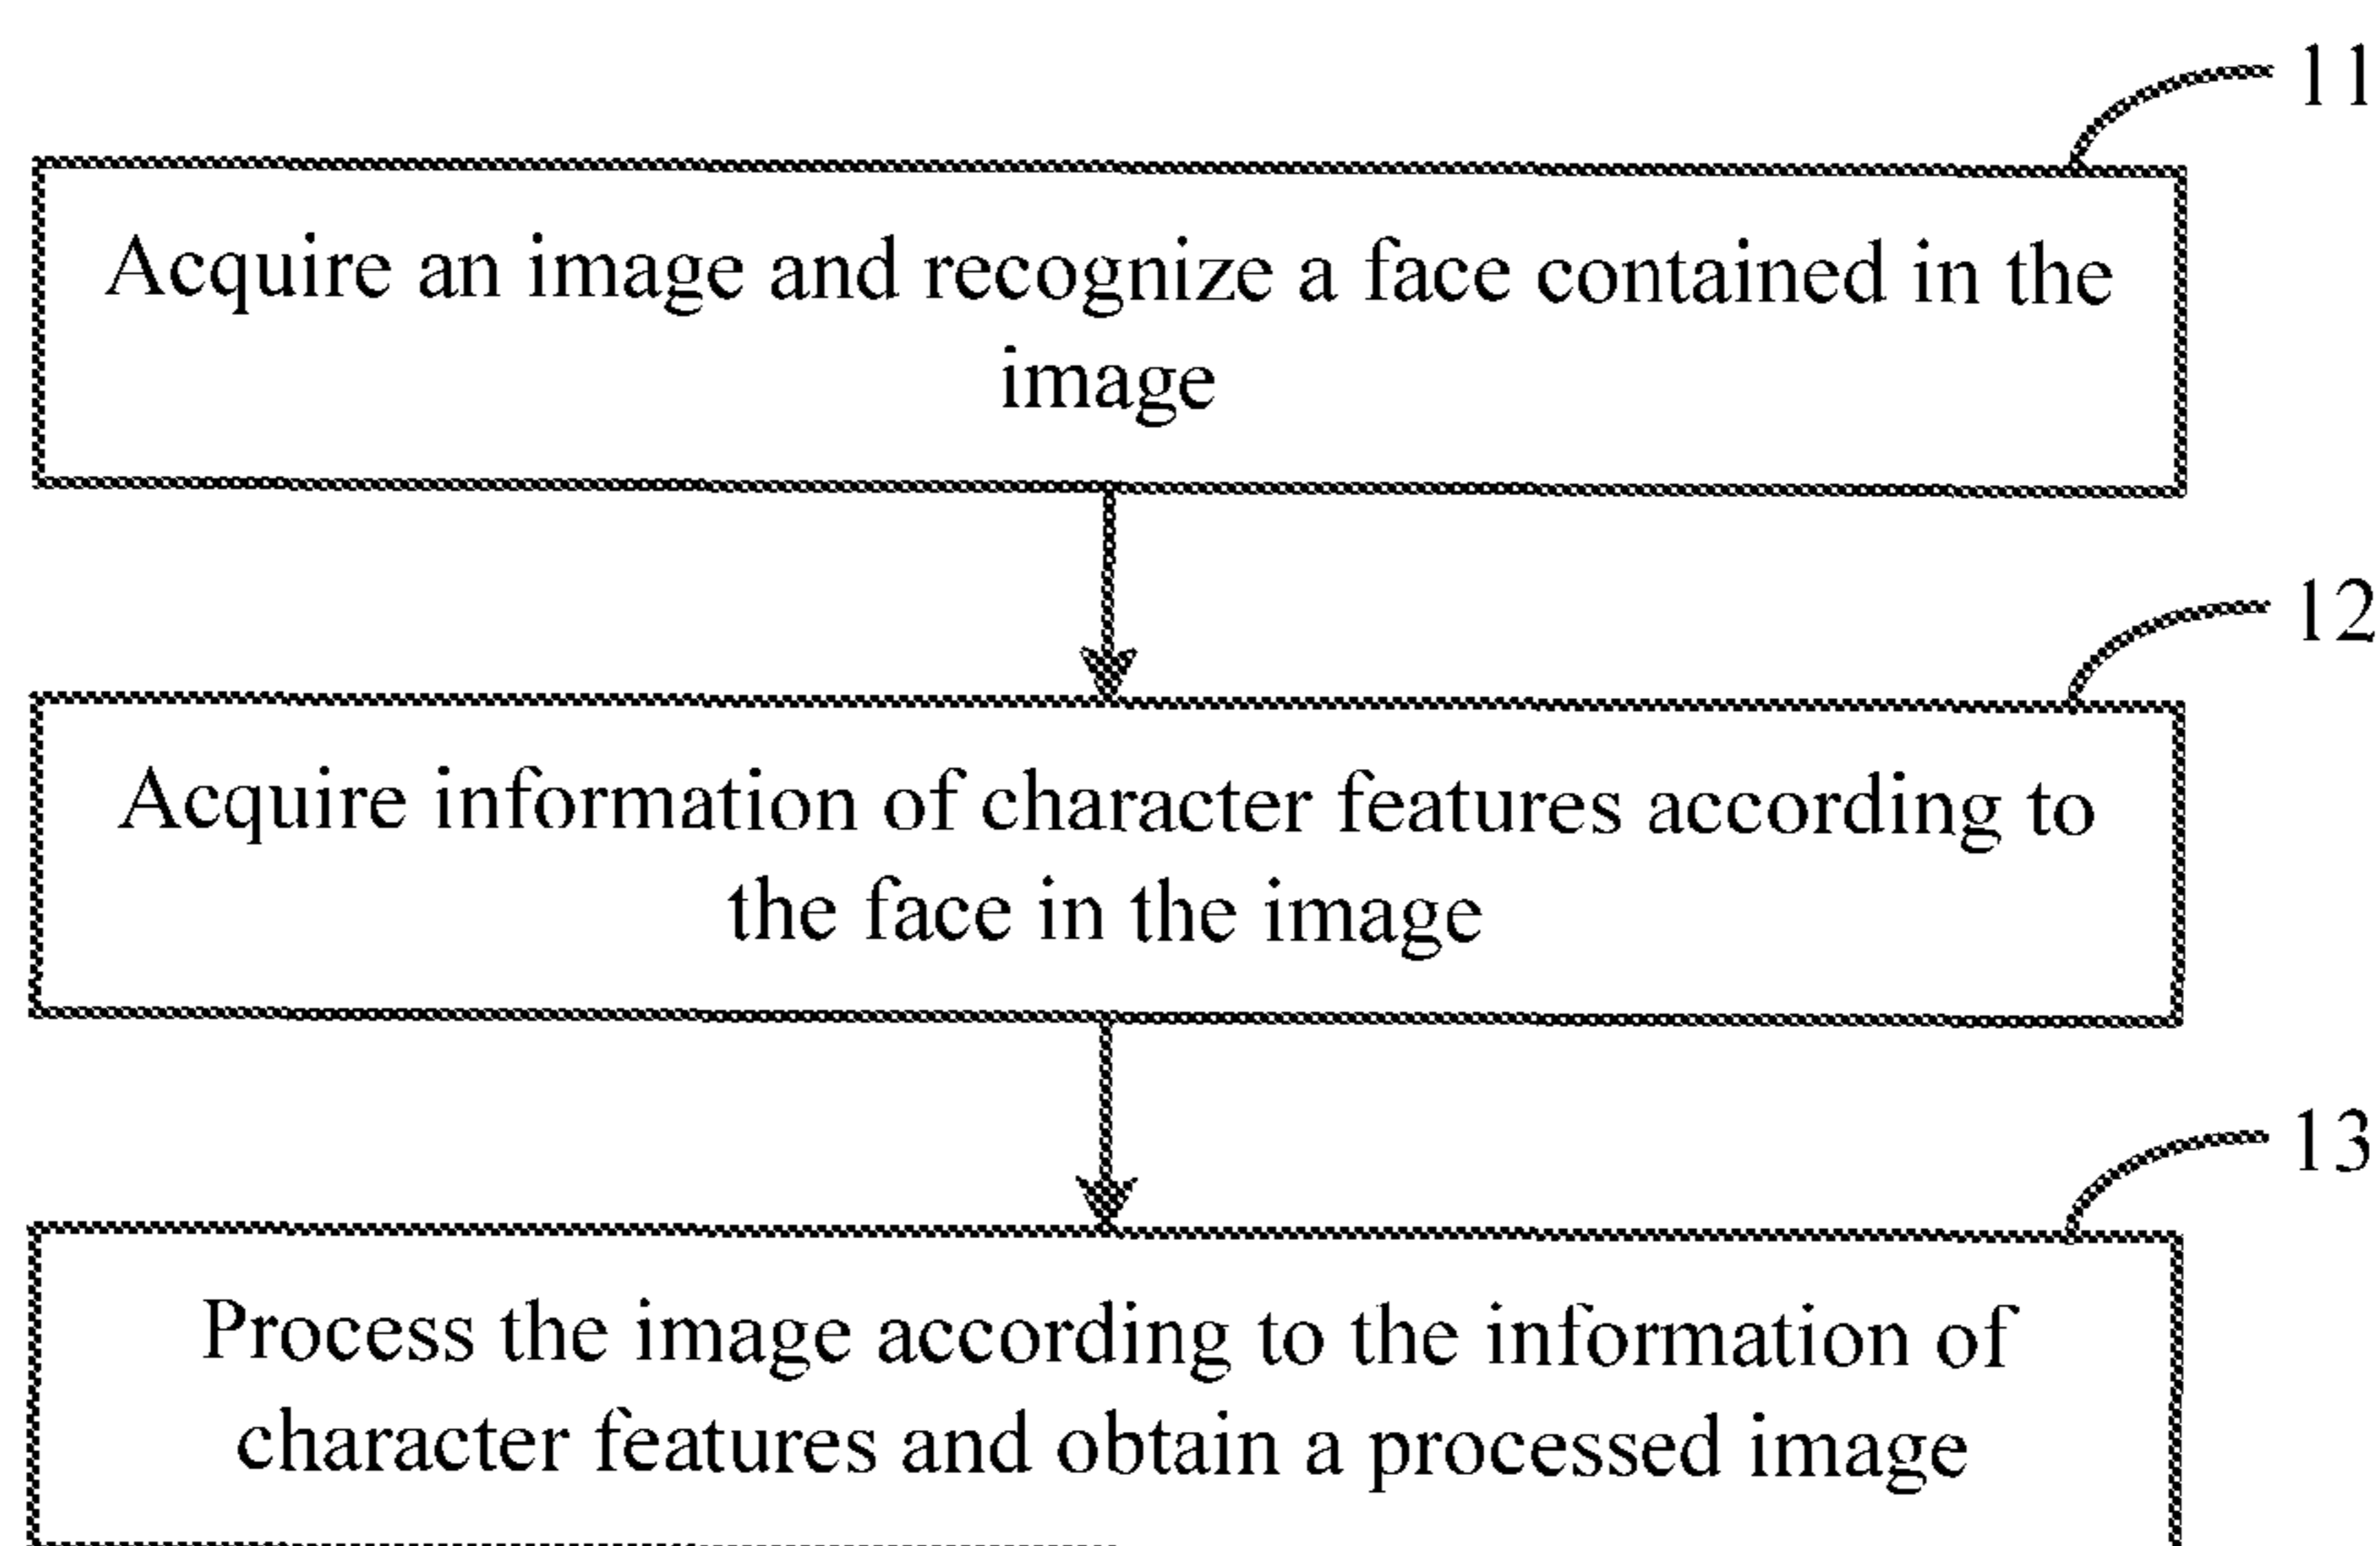 11
Acquire an image and recognize a face contained in the
image
12
Acquire information of character features according to
the face in the image
13
Process the image according to the information of
character features and obtain a processed image